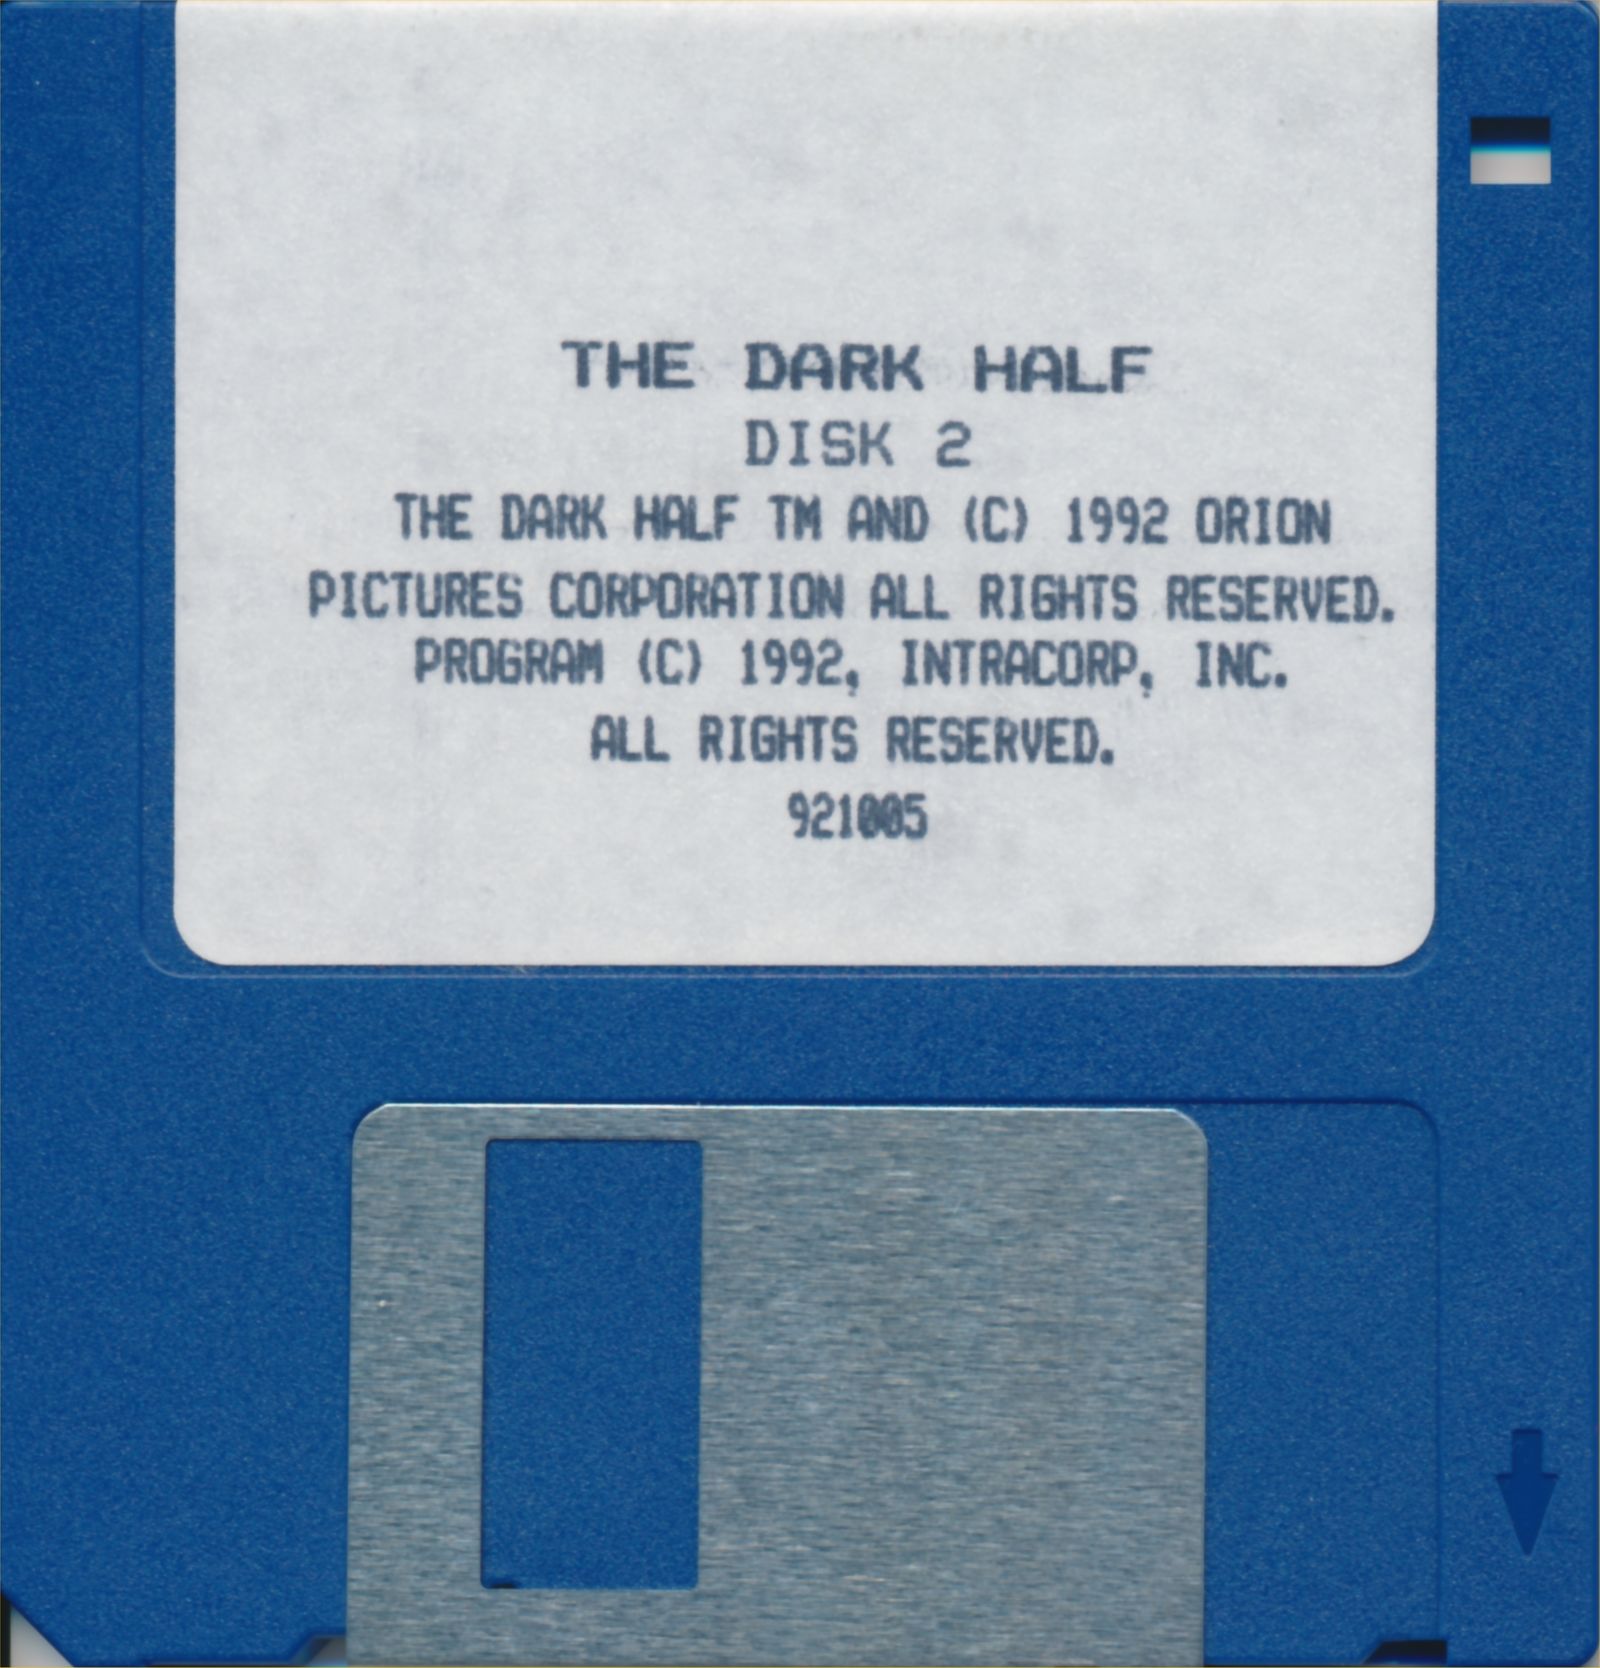 THE DARK HALF
DISK 2
THE DARK HALF TM AND (C) 1992 ORION
PICTURES CORPORATION ALL RIGHTS RESERVED.
PROGRAM (C) 1992, INTRACORP, INC.
ALL RIGHTS RESERVED.
921005